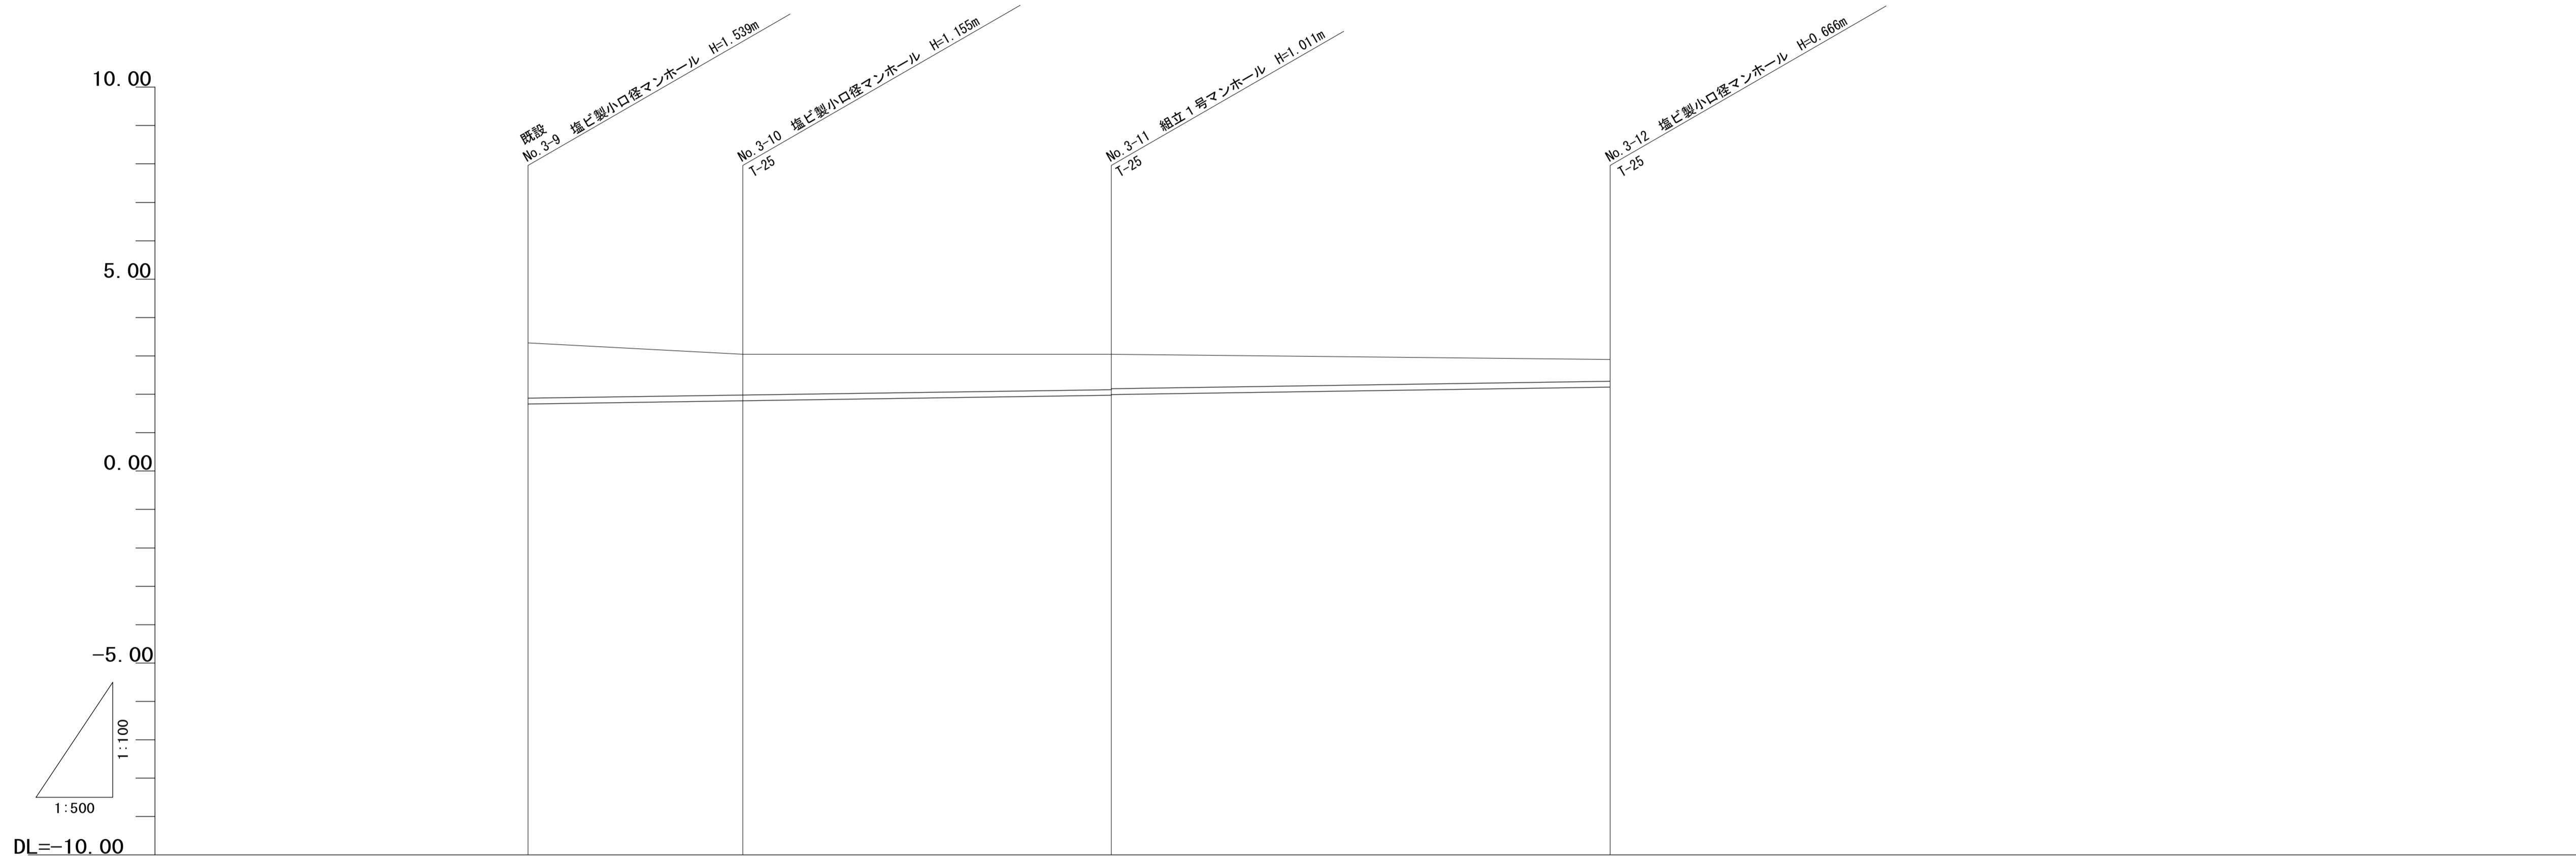 既設
No.3-9 塩ビ製小口径マンホール H=1.539m
No.3-10 塩ビ製小口径マンホール H=1.155m
T-25
No.3-11 組立１号マンホール H=1.011m
T-25
No.3-12 塩ビ製小口径マンホール H=0.666m
T-25
10.00
5.00
0.00
-5.00
1:100
1:500
DL=-10.00